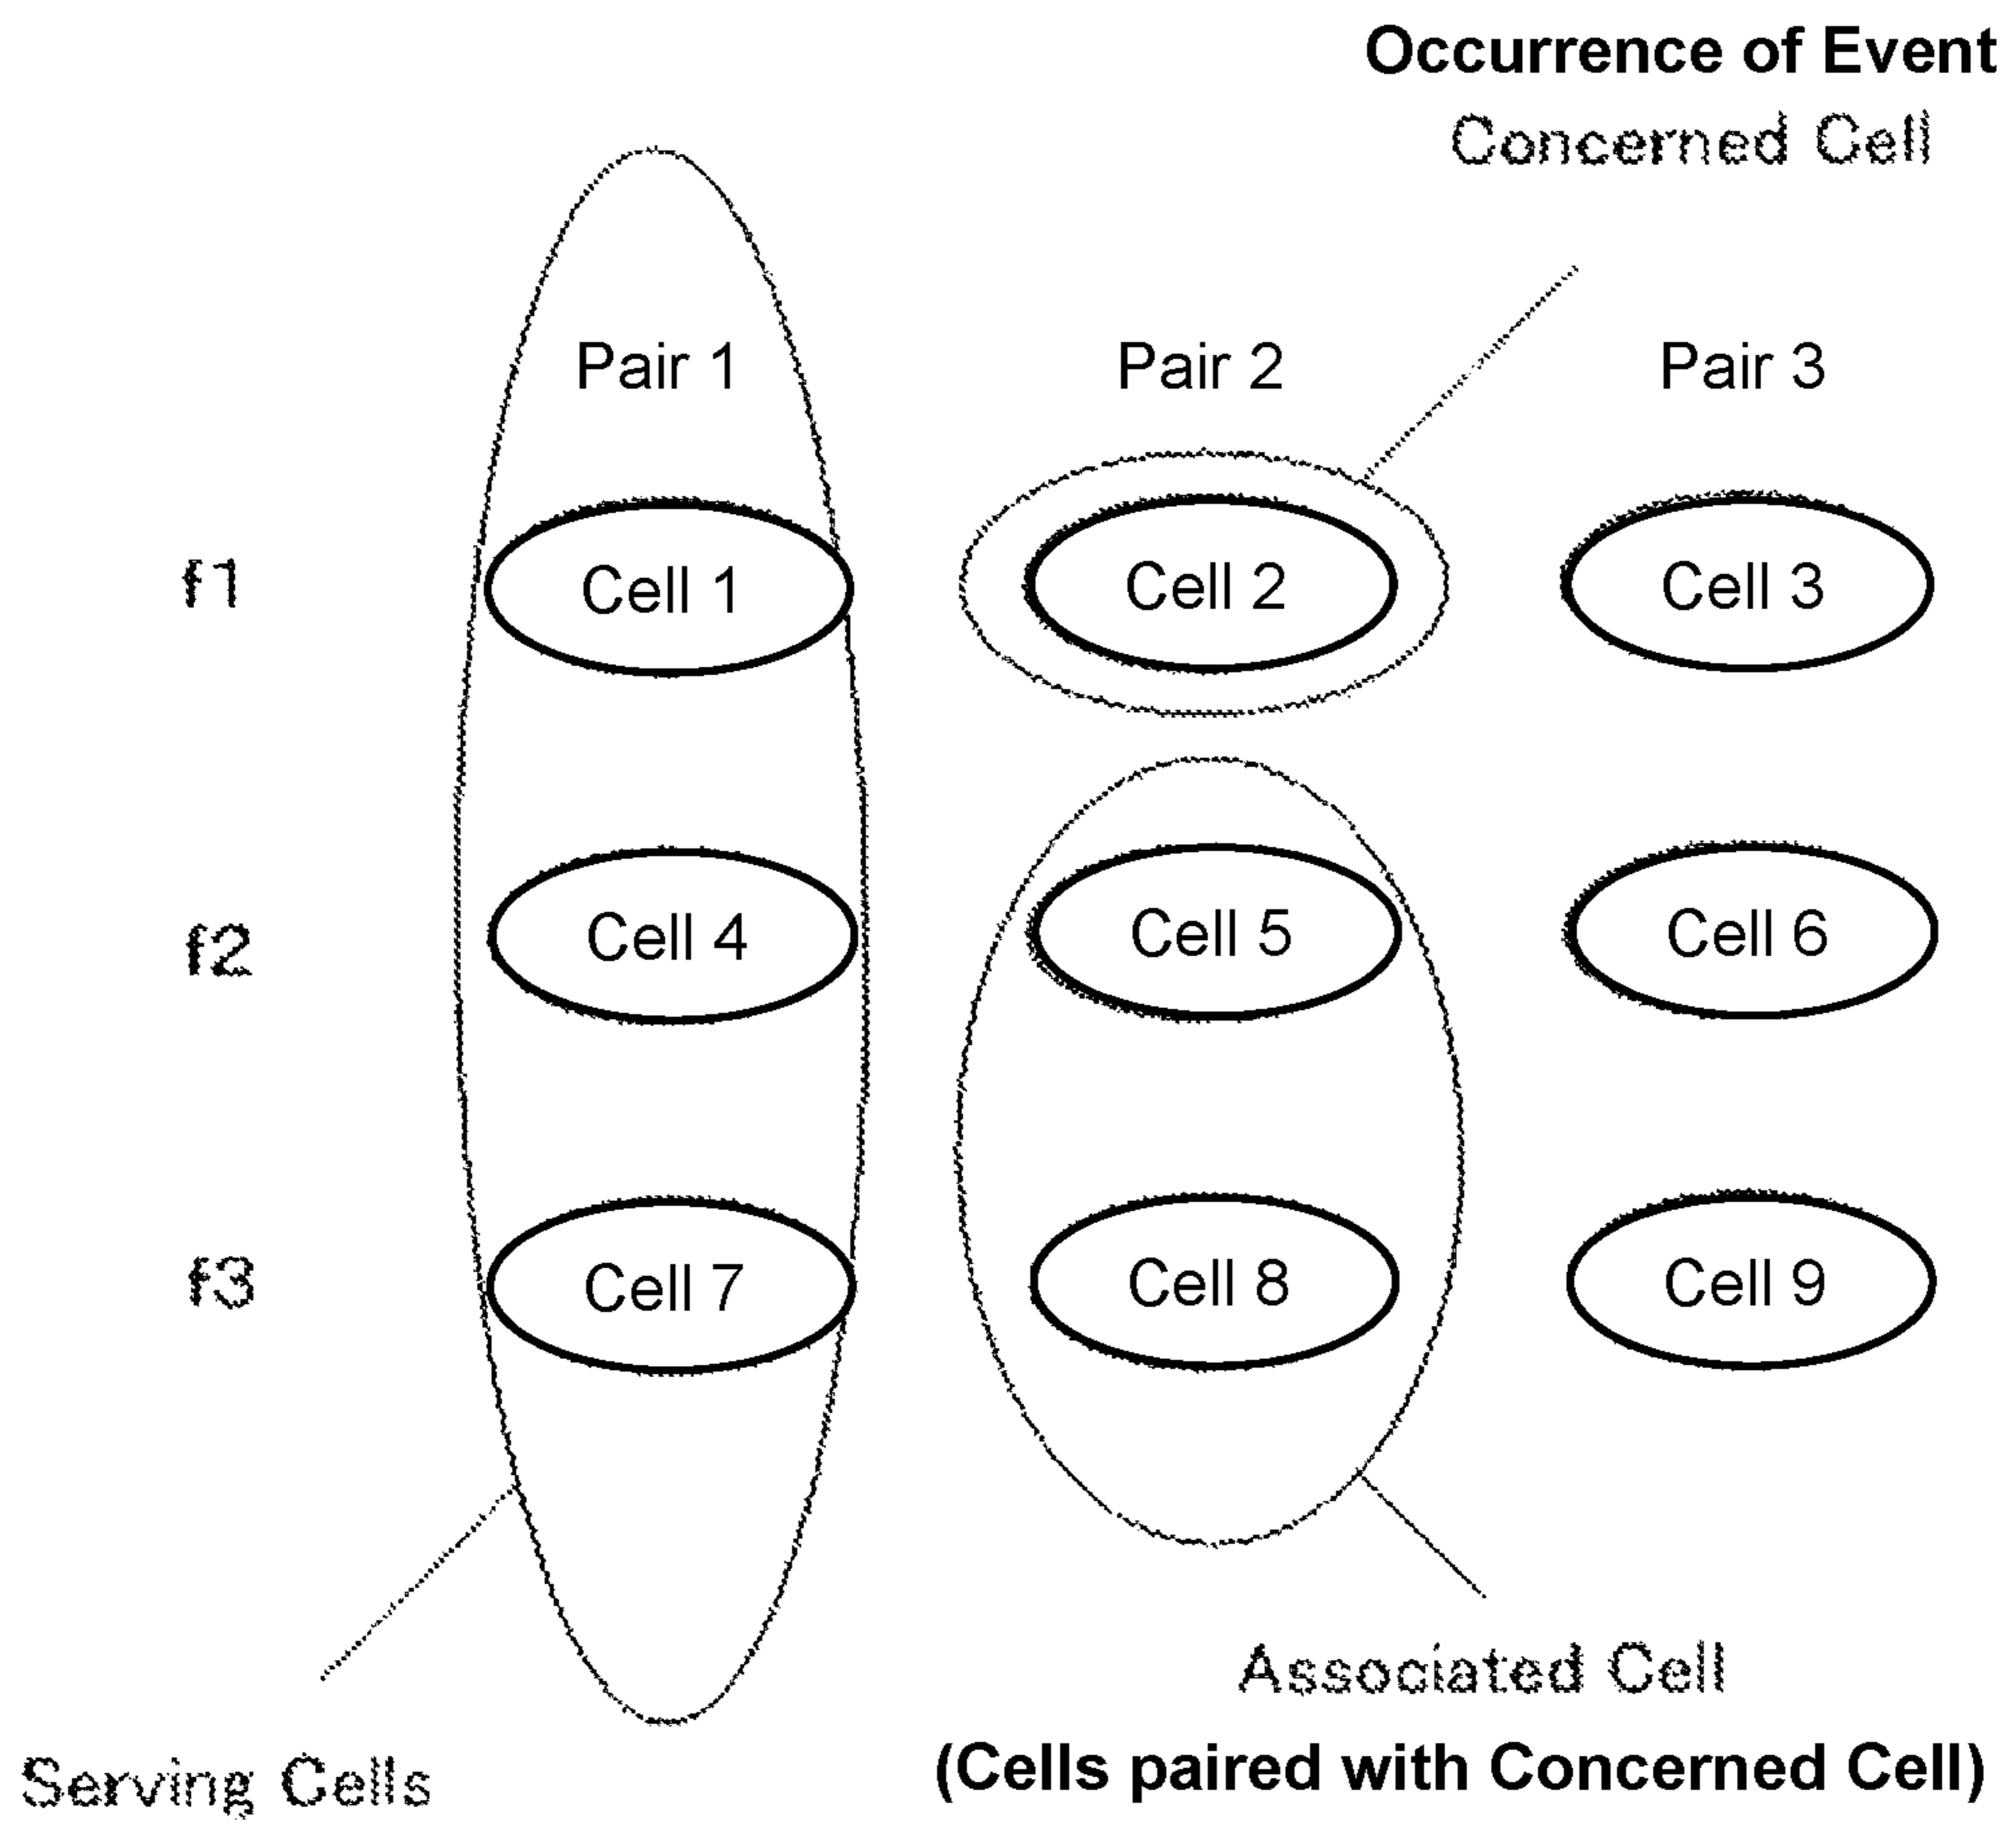 Occurrence of Event
Concerned Cell
Pair 1
Pair 2
Pair 3
f1
Cell 1
Cell 2
Cell 3
f2
Cell 4
Cell 5
Cell 6
f3
Cell 7
Cell 8
Cell 9
Associated Cell
(Cells paired with Concerned Cell)
Serving Cells